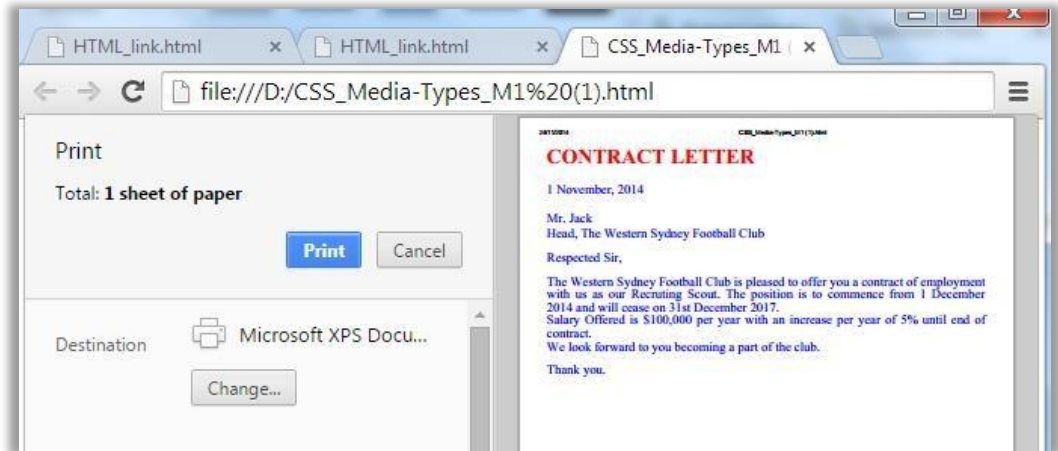 HTML_link.html × HTML_link.html × CSS_Media-Types_M1 ( ×
file:///D:/CSS_Media-Types_M1%20(1).html
Print
Total: 1 sheet of paper
Print Cancel
Destination Microsoft XPS Docu...
Change...
CSS_Media-Types_M1 (1).html
CONTRACT LETTER
1 November, 2014
Mr. Jack
Head, The Western Sydney Football Club
Respected Sir,
The Western Sydney Football Club is pleased to offer you a contract of employment
with us as our Recruting Scout. The position is to commence from 1 December
2014 and will cease on 31st December 2017.
Salary Offered is $100,000 per year with an increase per year of 5% until end of
contract.
We look forward to you becoming a part of the club.
Thank you.